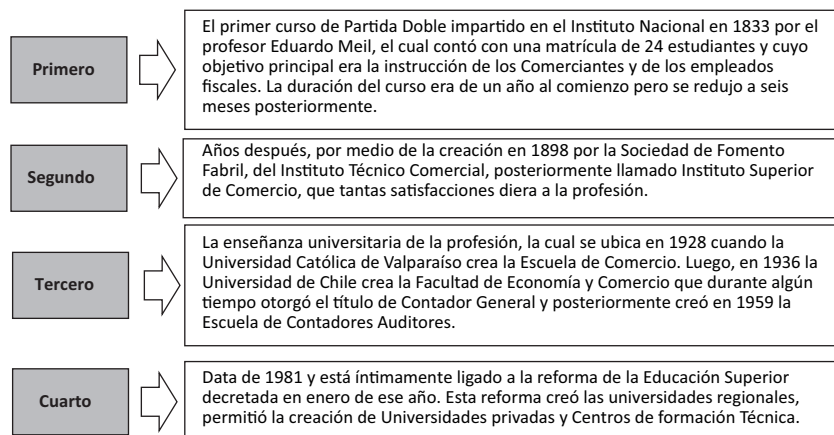 Primero
El primer curso de Partida Doble impartido en el Instituto Nacional en 1833 por el
profesor Eduardo Meil, el cual contó con una matrícula de 24 estudiantes y cuyo
objetivo principal era la instrucción de los Comerciantes y de los empleados
fiscales. La duración del curso era de un año al comienzo pero se redujo a seis
meses posteriormente.
Segundo
Años después, por medio de la creación en 1898 por la Sociedad de Fomento
Fabril, del Instituto Técnico Comercial, posteriormente llamado Instituto Superior
de Comercio, que tantas satisfacciones diera a la profesión.
Tercero
La enseñanza universitaria de la profesión, la cual se ubica en 1928 cuando la
Universidad Católica de Valparaíso crea la Escuela de Comercio. Luego, en 1936 la
Universidad de Chile crea la Facultad de Economía y Comercio que durante algún
tiempo otorgó el título de Contador General y posteriormente creó en 1959 la
Escuela de Contadores Auditores.
Cuarto
Data de 1981 y está íntimamente ligado a la reforma de la Educación Superior
decretada en enero de ese año. Esta reforma creó las universidades regionales,
permitió la creación de Universidades privadas y Centros de formación Técnica.